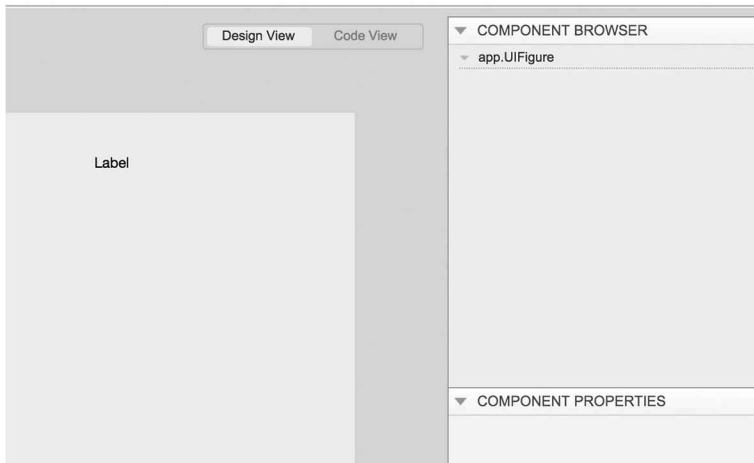 Design View Code View
COMPONENT BROWSER
app.UIFigure
Label
COMPONENT PROPERTIES